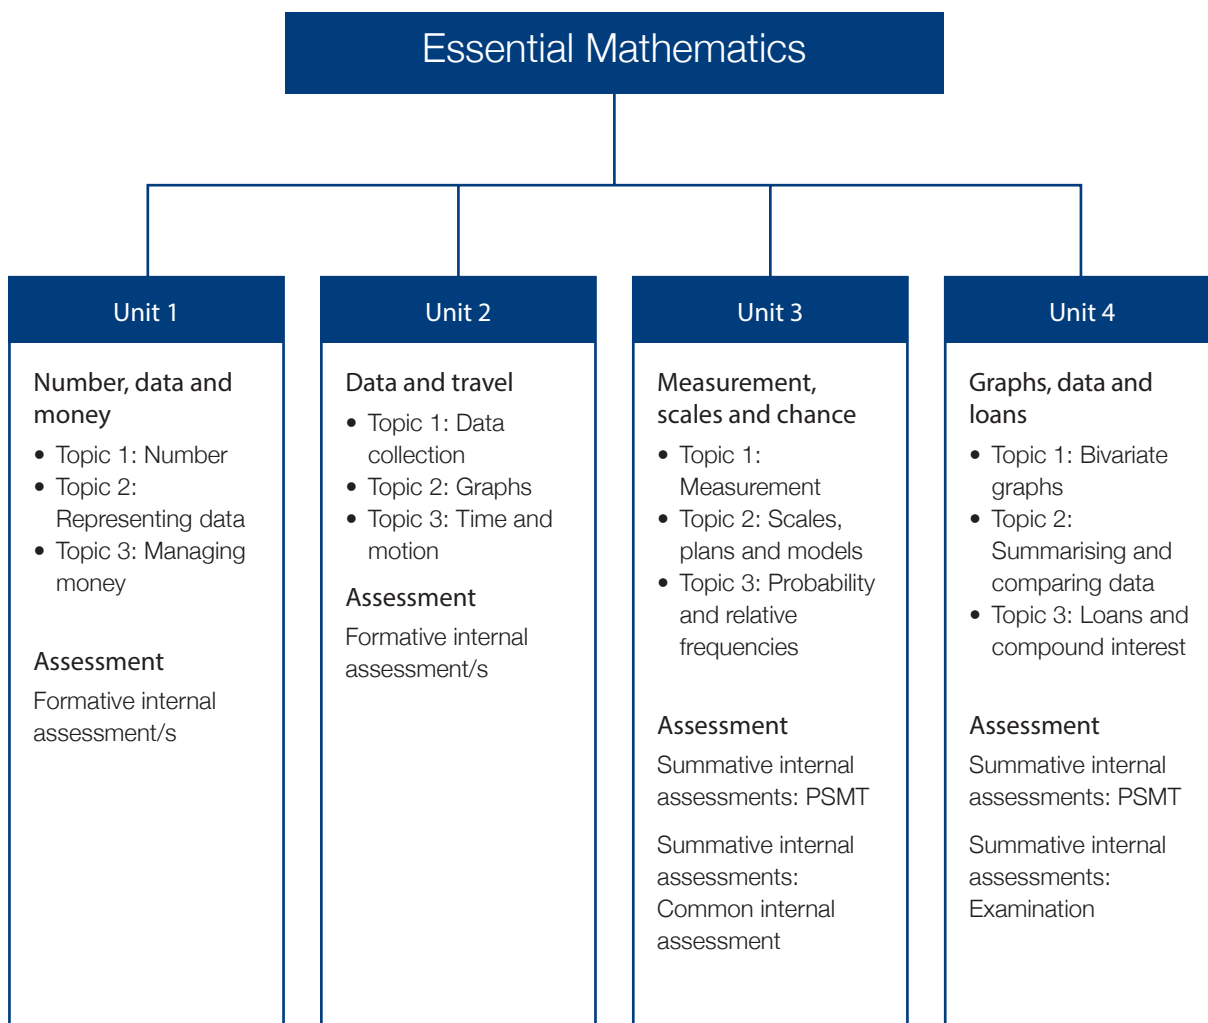 Essential Mathematics
Unit 1
Number, data and
money
• Topic 1: Number
• Topic 2:
Representing data
• Topic 3: Managing
money
Assessment
Formative internal
assessment/s
Unit 2
Data and travel
• Topic 1: Data
collection
• Topic 2: Graphs
• Topic 3: Time and
motion
Assessment
Formative internal
assessment/s
Unit 3
Measurement,
scales and chance
• Topic 1:
Measurement
• Topic 2: Scales,
plans and models
• Topic 3: Probability
and relative
frequencies
Assessment
Summative internal
assessments: PSMT
Summative internal
assessments:
Common internal
assessment
Unit 4
Graphs, data and
loans
• Topic 1: Bivariate
graphs
• Topic 2:
Summarising and
comparing data
• Topic 3: Loans and
compound interest
Assessment
Summative internal
assessments: PSMT
Summative internal
assessments:
Examination